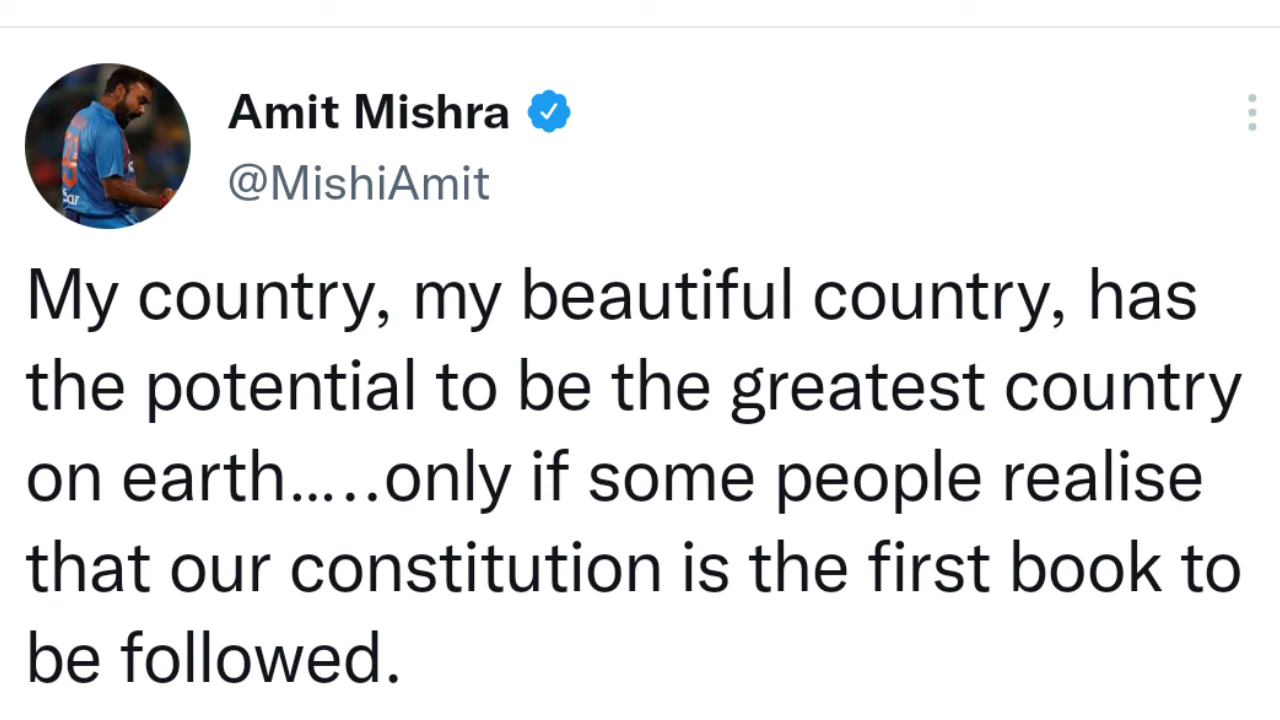 Amit Mishra
@MishiAmit
My country, my beautiful country, has
the potential to be the greatest country
on earth.....only if some people realise
that our constitution is the first book to
be followed.